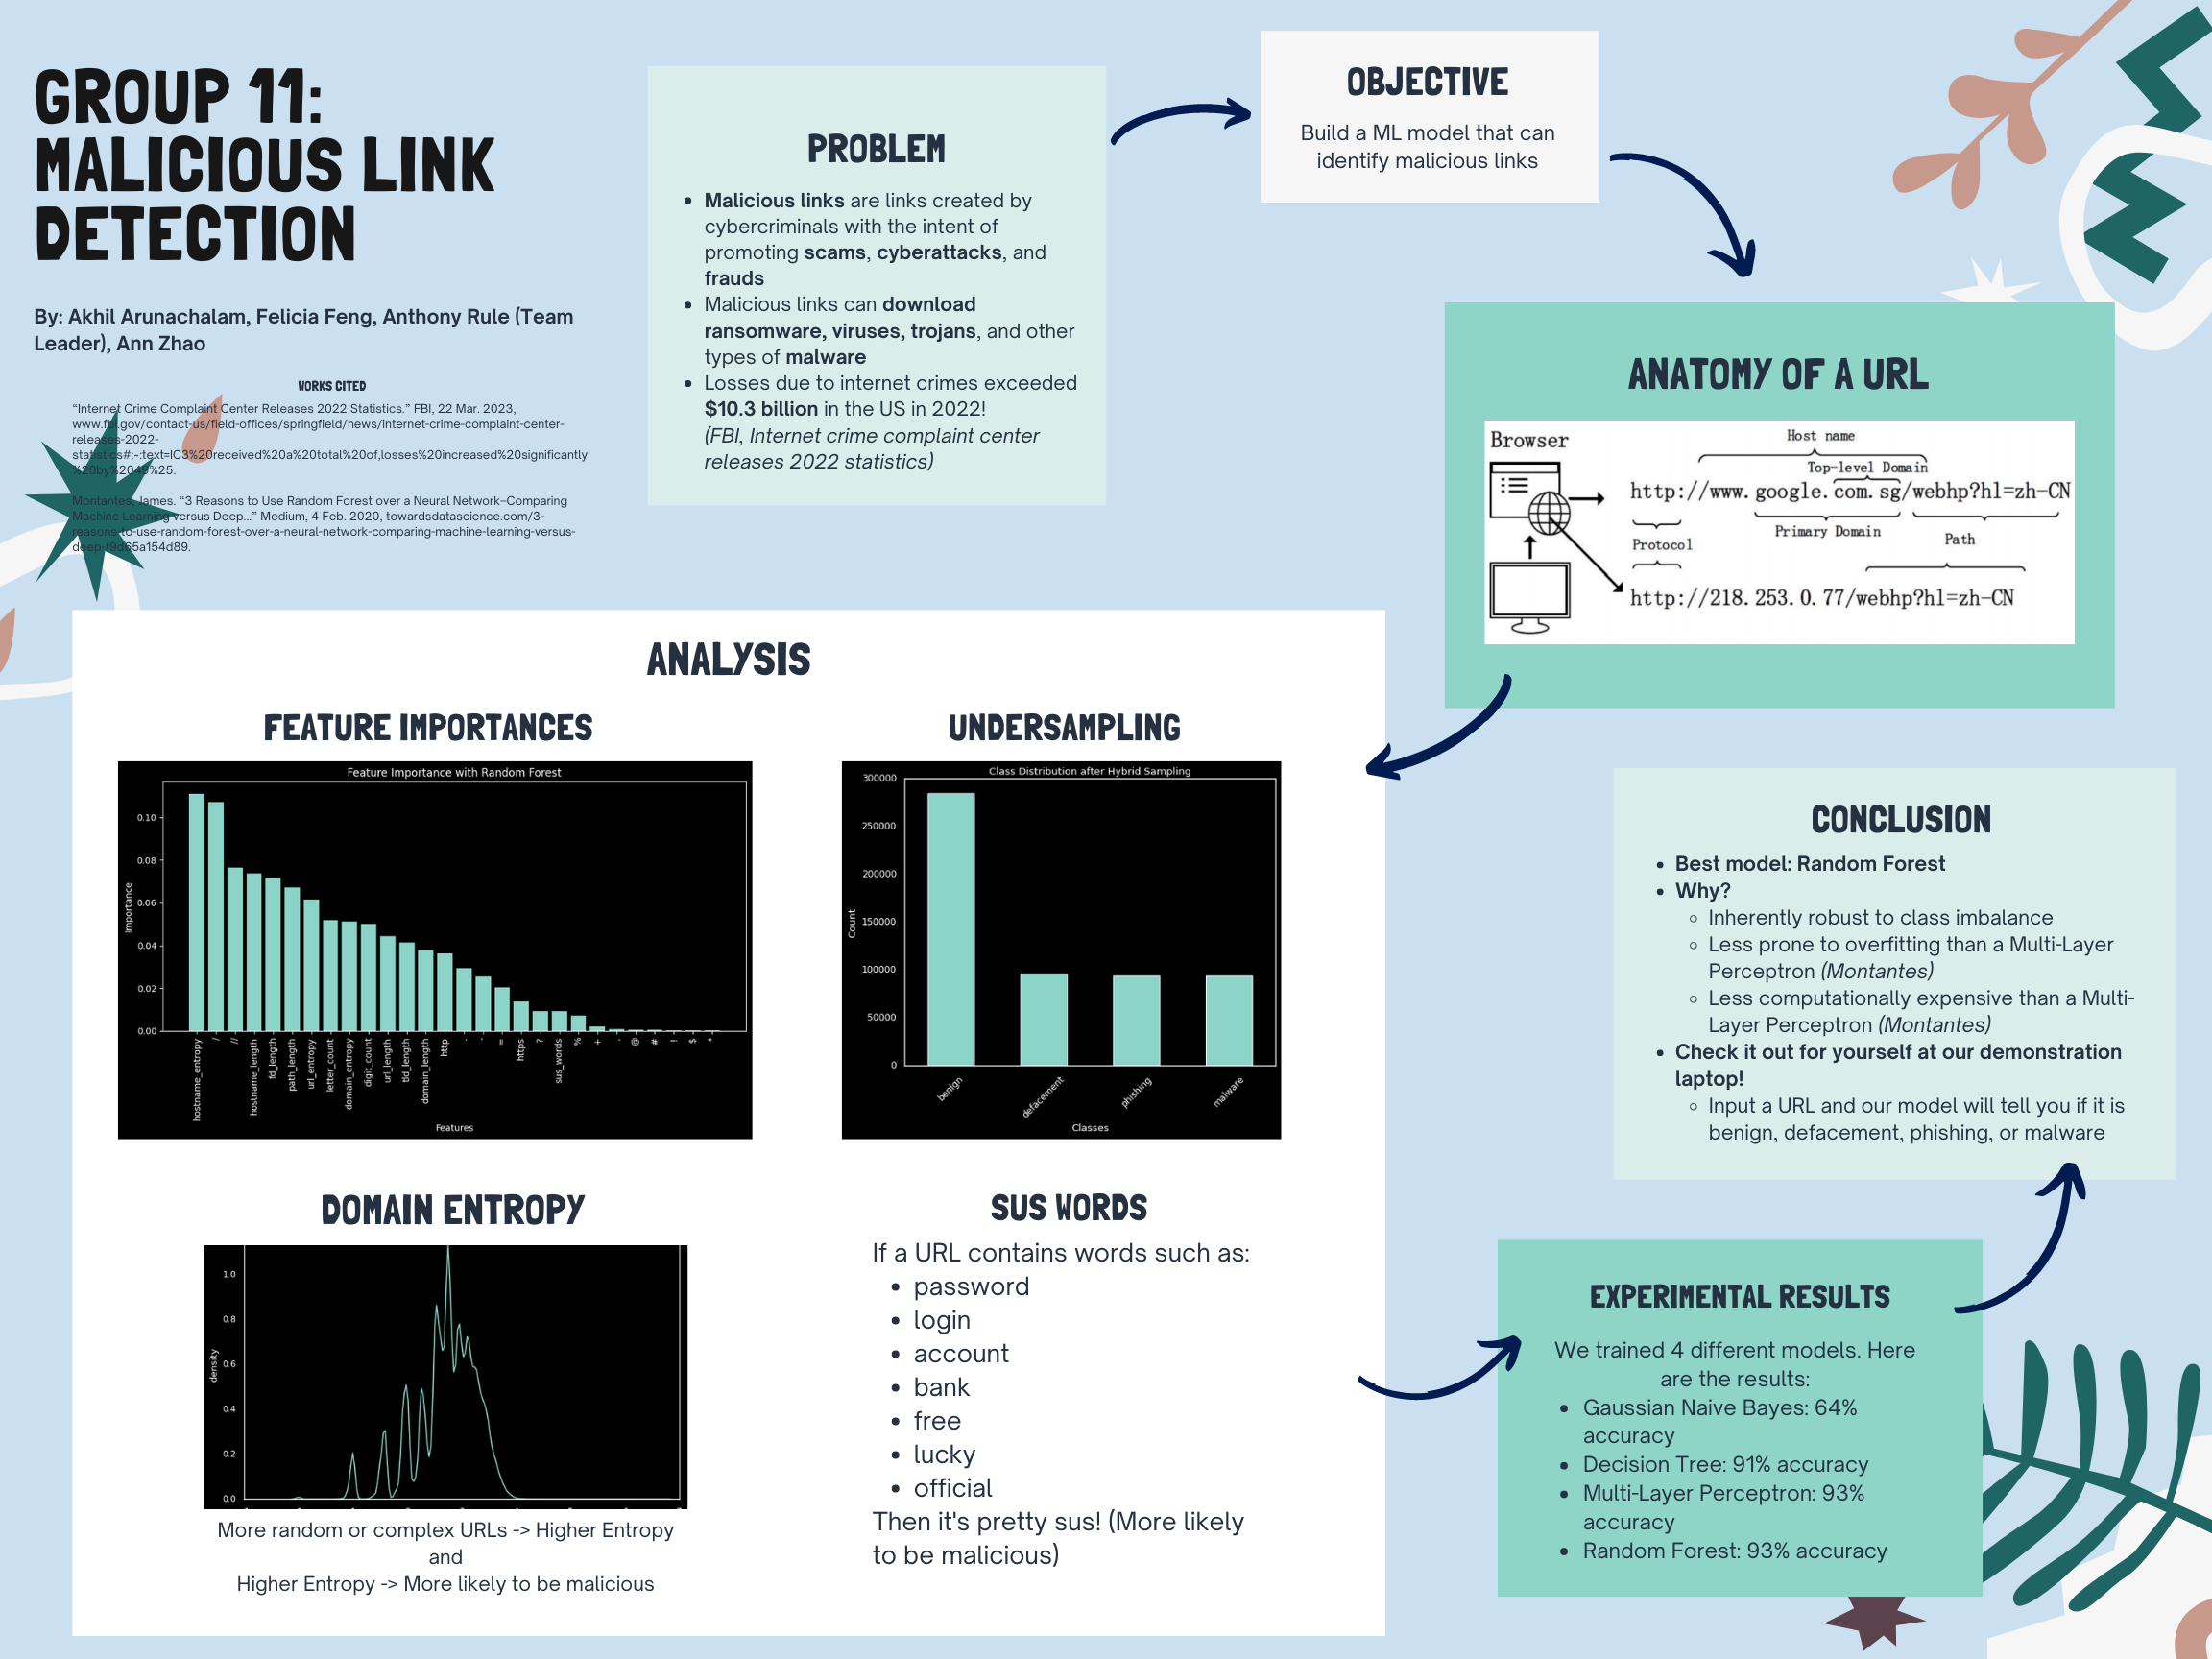 GROUP 11:
MALICIOUS LINK
DETECTION
By: Akhil Arunachalam, Felicia Feng, Anthony Rule (Team
Leader), Ann Zhao
WORKS CITED
“Internet Crime Complaint Center Releases 2022 Statistics.” FBI, 22 Mar. 2023,
www.fbi.gov/contact-us/field-offices/springfield/news/internet-crime-complaint-center-
releases-2022-
statistics#:~:text=IC3%20received%20a%20total%20of,losses%20increased%20significantly
%20by%2049%25.
Montantes, James. “3 Reasons to Use Random Forest over a Neural Network–Comparing
Machine Learning versus Deep...” Medium, 4 Feb. 2020, towardsdatascience.com/3-
reasons-to-use-random-forest-over-a-neural-network-comparing-machine-learning-versus-
deep-f9d65a154d89.
PROBLEM
• Malicious links are links created by
cybercriminals with the intent of
promoting scams, cyberattacks, and
frauds
• Malicious links can download
ransomware, viruses, trojans, and other
types of malware
• Losses due to internet crimes exceeded
$10.3 billion in the US in 2022!
(FBI, Internet crime complaint center
releases 2022 statistics)
OBJECTIVE
Build a ML model that can
identify malicious links
ANATOMY OF A URL
Browser
Host name
Top-level Domain
http://www.google.com.sg/webhp?hl=zh-CN
Primary Domain
Protocol
Path
http://218.253.0.77/webhp?hl=zh-CN
ANALYSIS
FEATURE IMPORTANCES
Feature Importance with Random Forest
Importance
0.10
0.08
0.06
0.04
0.02
0.00
hostname_entropy
/
//
hostname_length
fd_length
path_length
url_entropy
letter_count
domain_entropy
digit_count
url_length
tld_length
domain_length
http
=
https
?
sus_words
%
+
@
#
!
$
*
Features
UNDERSAMPLING
Class Distribution after Hybrid Sampling
Count
300000
250000
200000
150000
100000
50000
0
benign
defacement
phishing
malware
Classes
DOMAIN ENTROPY
density
1.0
0.8
0.6
0.4
0.2
0.0
More random or complex URLs -> Higher Entropy
and
Higher Entropy -> More likely to be malicious
SUS WORDS
If a URL contains words such as:
• password
• login
• account
• bank
• free
• lucky
• official
Then it's pretty sus! (More likely
to be malicious)
EXPERIMENTAL RESULTS
We trained 4 different models. Here
are the results:
• Gaussian Naive Bayes: 64%
accuracy
• Decision Tree: 91% accuracy
• Multi-Layer Perceptron: 93%
accuracy
• Random Forest: 93% accuracy
CONCLUSION
• Best model: Random Forest
• Why?
◦ Inherently robust to class imbalance
◦ Less prone to overfitting than a Multi-Layer
Perceptron (Montantes)
◦ Less computationally expensive than a Multi-
Layer Perceptron (Montantes)
• Check it out for yourself at our demonstration
laptop!
◦ Input a URL and our model will tell you if it is
benign, defacement, phishing, or malware